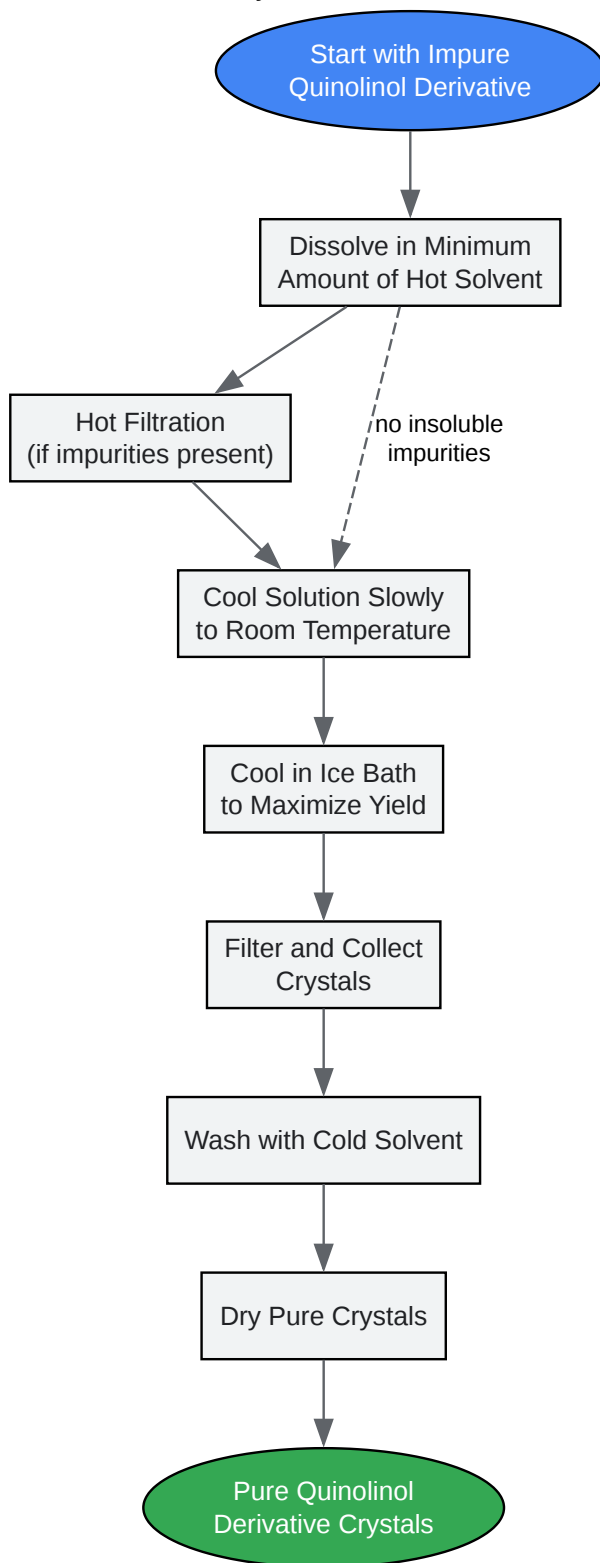 Start with Impure
Quinolinol Derivative
Dissolve in Minimum
Amount of Hot Solvent
Hot Filtration
(if impurities present)
no insoluble
impurities
Cool Solution Slowly
to Room Temperature
Cool in Ice Bath
to Maximize Yield
Filter and Collect
Crystals
Wash with Cold Solvent
Dry Pure Crystals
Pure Quinolinol
Derivative Crystals